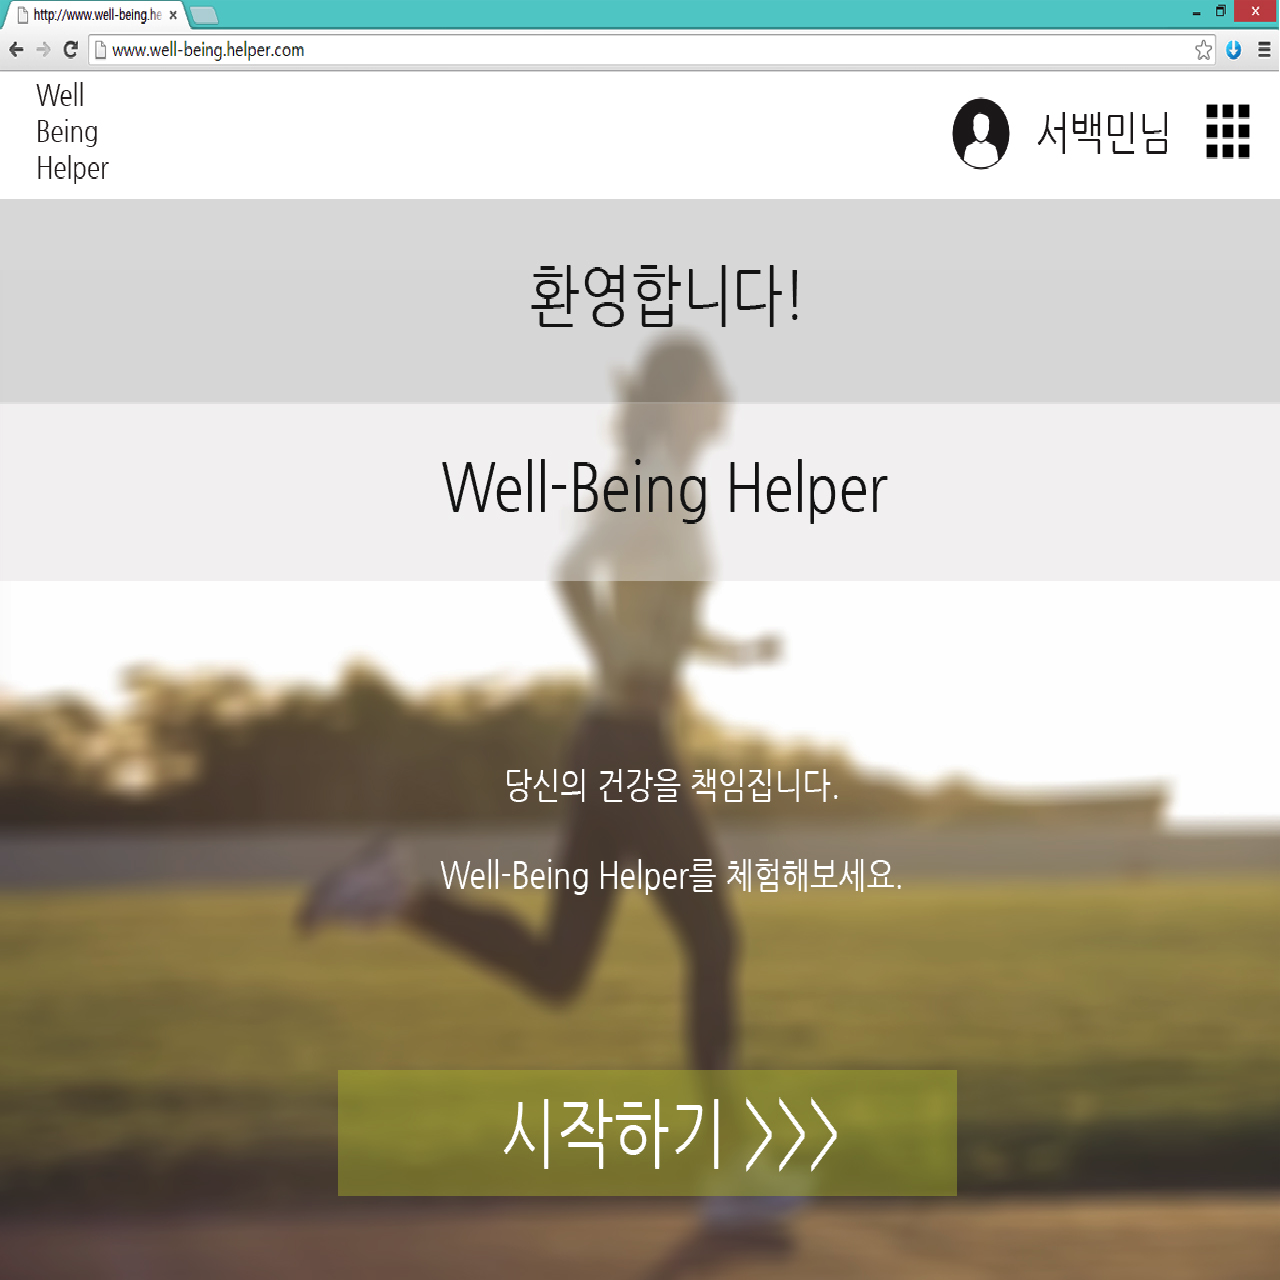 http://www.well-being.he
www.well-being.helper.com
Well
Being
Helper
서백민님
환영합니다!
Well-Being Helper
당신의 건강을 책임집니다.
Well-Being Helper를 체험해보세요.
시작하기 >>>